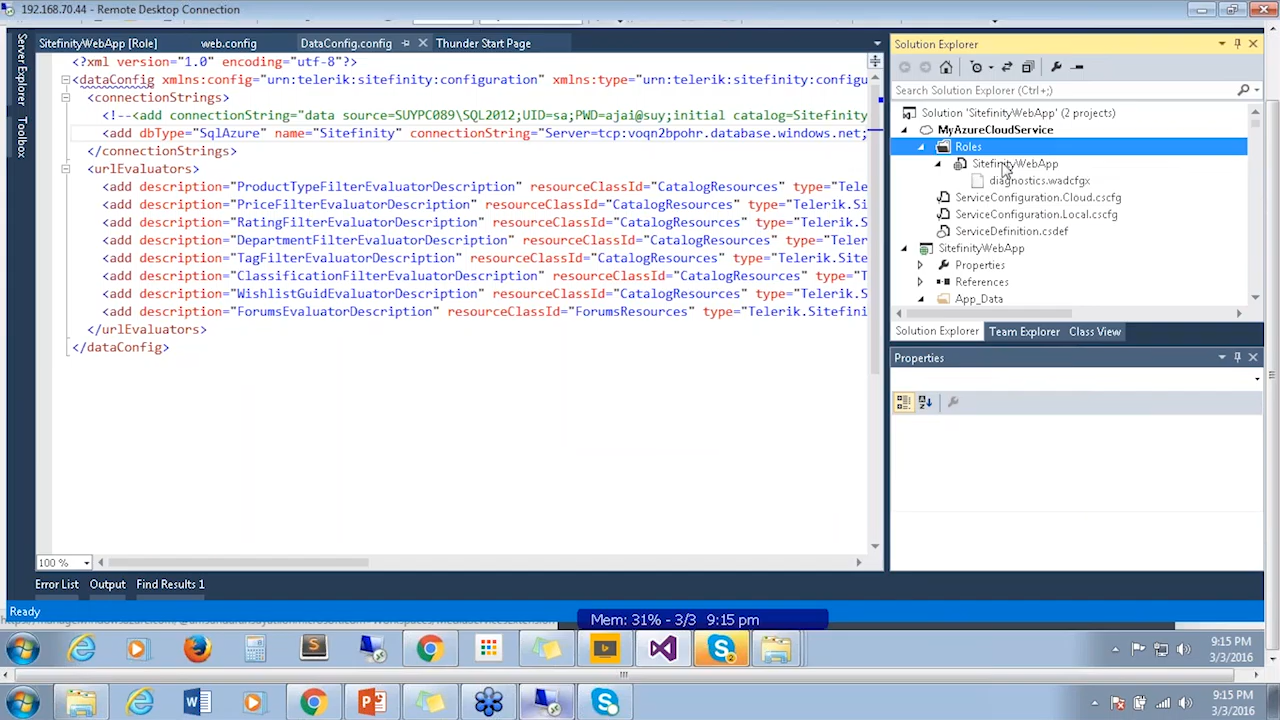 192.168.70.44 - Remote Desktop Connection
Server Explorer
Toolbox
SitefinityWebApp [Role]
web.config
DataConfig.config
Thunder Start Page
<?xml version="1.0" encoding="utf-8"?>
<dataConfig xmlns:config="urn:telerik:sitefinity:configuration" xmlns:type="urn:telerik:sitefinity:configu
<connectionStrings>
<!--<add connectionString="data source=SUYPC089\SQL2012;UID=sa;PWD=ajai@suy;initial catalog=Sitefinity
<add dbType="SqlAzure" name="Sitefinity" connectionString="Server=tcp:voqn2bpohr.database.windows.net;
</connectionStrings>
<urlEvaluators>
<add description="ProductTypeFilterEvaluatorDescription" resourceClassId="CatalogResources" type="Tele
<add description="PriceFilterEvaluatorDescription" resourceClassId="CatalogResources" type="Telerik.Si
<add description="RatingFilterEvaluatorDescription" resourceClassId="CatalogResources" type="Telerik.S
<add description="DepartmentFilterEvaluatorDescription" resourceClassId="CatalogResources" type="Teler
<add description="TagFilterEvaluatorDescription" resourceClassId="CatalogResources" type="Telerik.Site
<add description="ClassificationFilterEvaluatorDescription" resourceClassId="CatalogResources" type="T
<add description="WishlistGuidEvaluatorDescription" resourceClassId="CatalogResources" type="Telerik.S
<add description="ForumsEvaluatorDescription" resourceClassId="ForumsResources" type="Telerik.Sitefini
</urlEvaluators>
</dataConfig>
100 %
Error List
Output
Find Results 1
Ready
Solution Explorer
Search Solution Explorer (Ctrl+;)
Solution 'SitefinityWebApp' (2 projects)
MyAzureCloudService
Roles
SitefinityWebApp
diagnostics.wadcfgx
ServiceConfiguration.Cloud.cscfg
ServiceConfiguration.Local.cscfg
ServiceDefinition.csdef
SitefinityWebApp
Properties
References
App_Data
Solution Explorer
Team Explorer
Class View
Properties
Mem: 31% - 3/3 9:15 pm
9:15 PM
3/3/2016
9:15 PM
3/3/2016